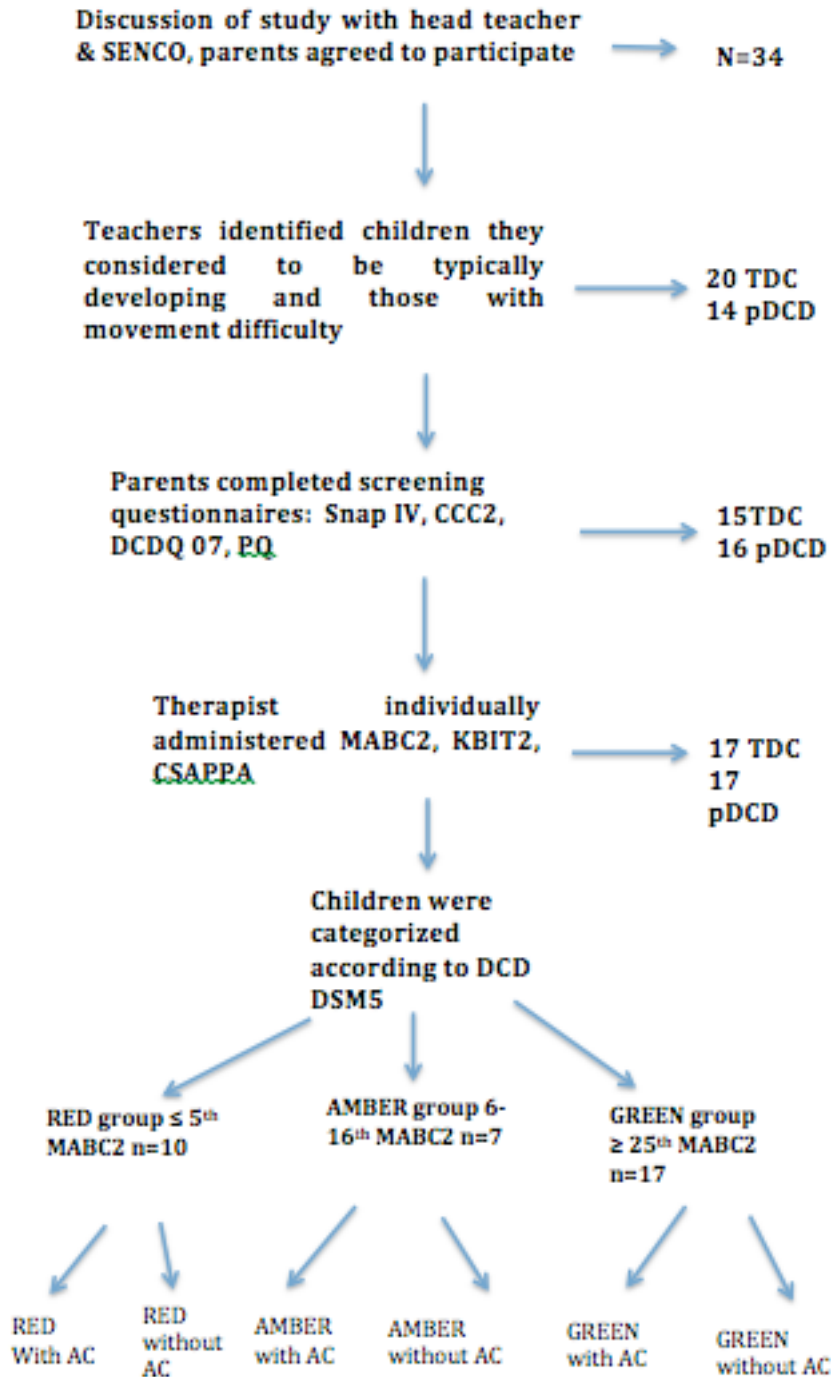 Discussion of study with head teacher
& SENCO, parents agreed to participate
N=34
Teachers identified children they
considered to be typically
developing and those with
movement difficulty
20 TDC
14 pDCD
Parents completed screening
questionnaires: Snap IV, CCC2,
DCDQ 07, PQ
15TDC
16 pDCD
Therapist individually
administered MABC2, KBIT2,
CSAPPA
17 TDC
17
pDCD
Children were
categorized
according to DCD
DSM5
RED group ≤ 5th
MABC2 n=10
AMBER group 6-
16th MABC2 n=7
GREEN group
≥ 25th MABC2
n=17
RED
With AC
RED
without
AC
AMBER
with AC
AMBER
without AC
GREEN
with AC
GREEN
without AC